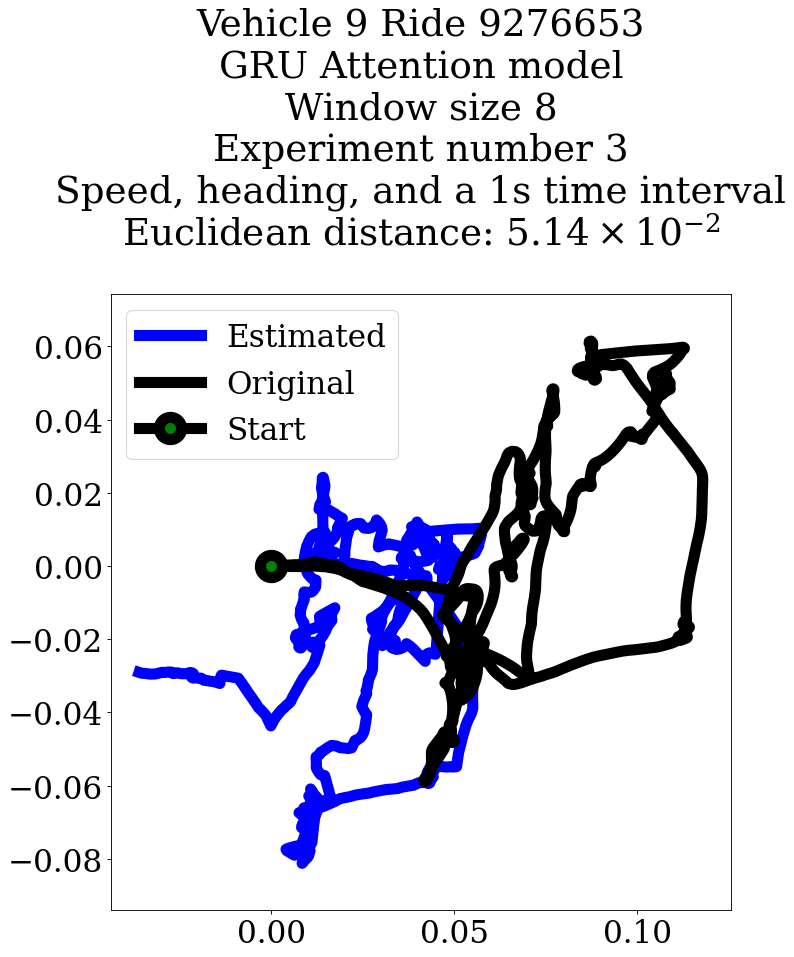 Vehicle 9 Ride 9276653
GRU Attention model
Window size 8
Experiment number 3
Speed, heading, and a 1s time interval
Euclidean distance: 5.14 × 10⁻²
Estimated
Original
Start
0.06
0.04
0.02
0.00
−0.02
−0.04
−0.06
−0.08
0.00 0.05 0.10